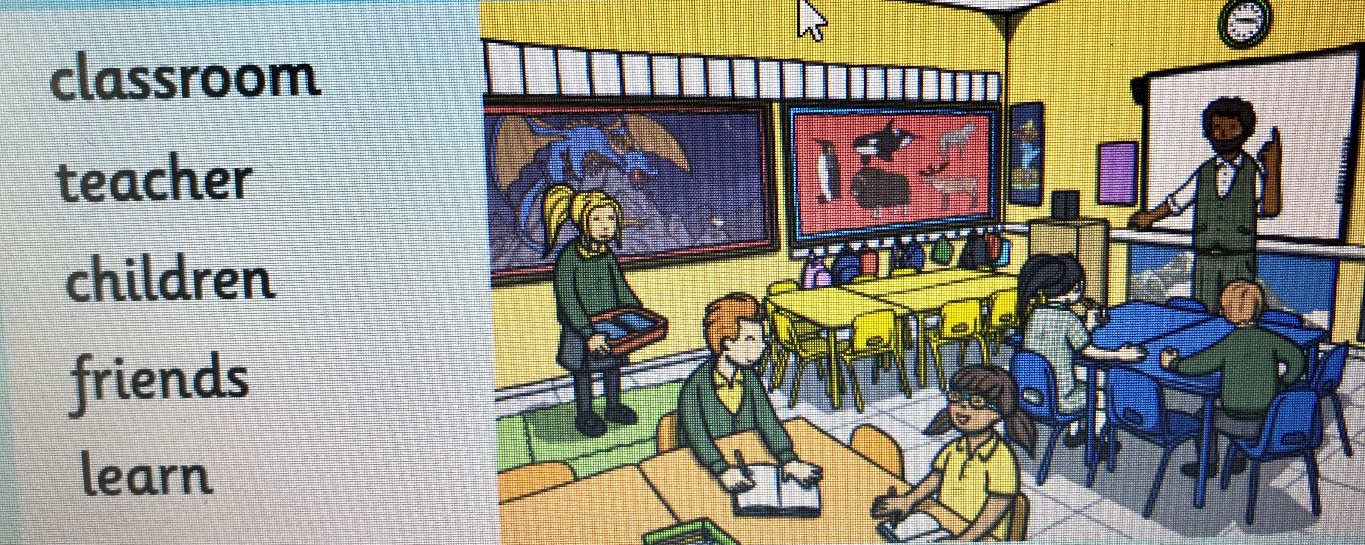 classroom
teacher
children
friends
learn